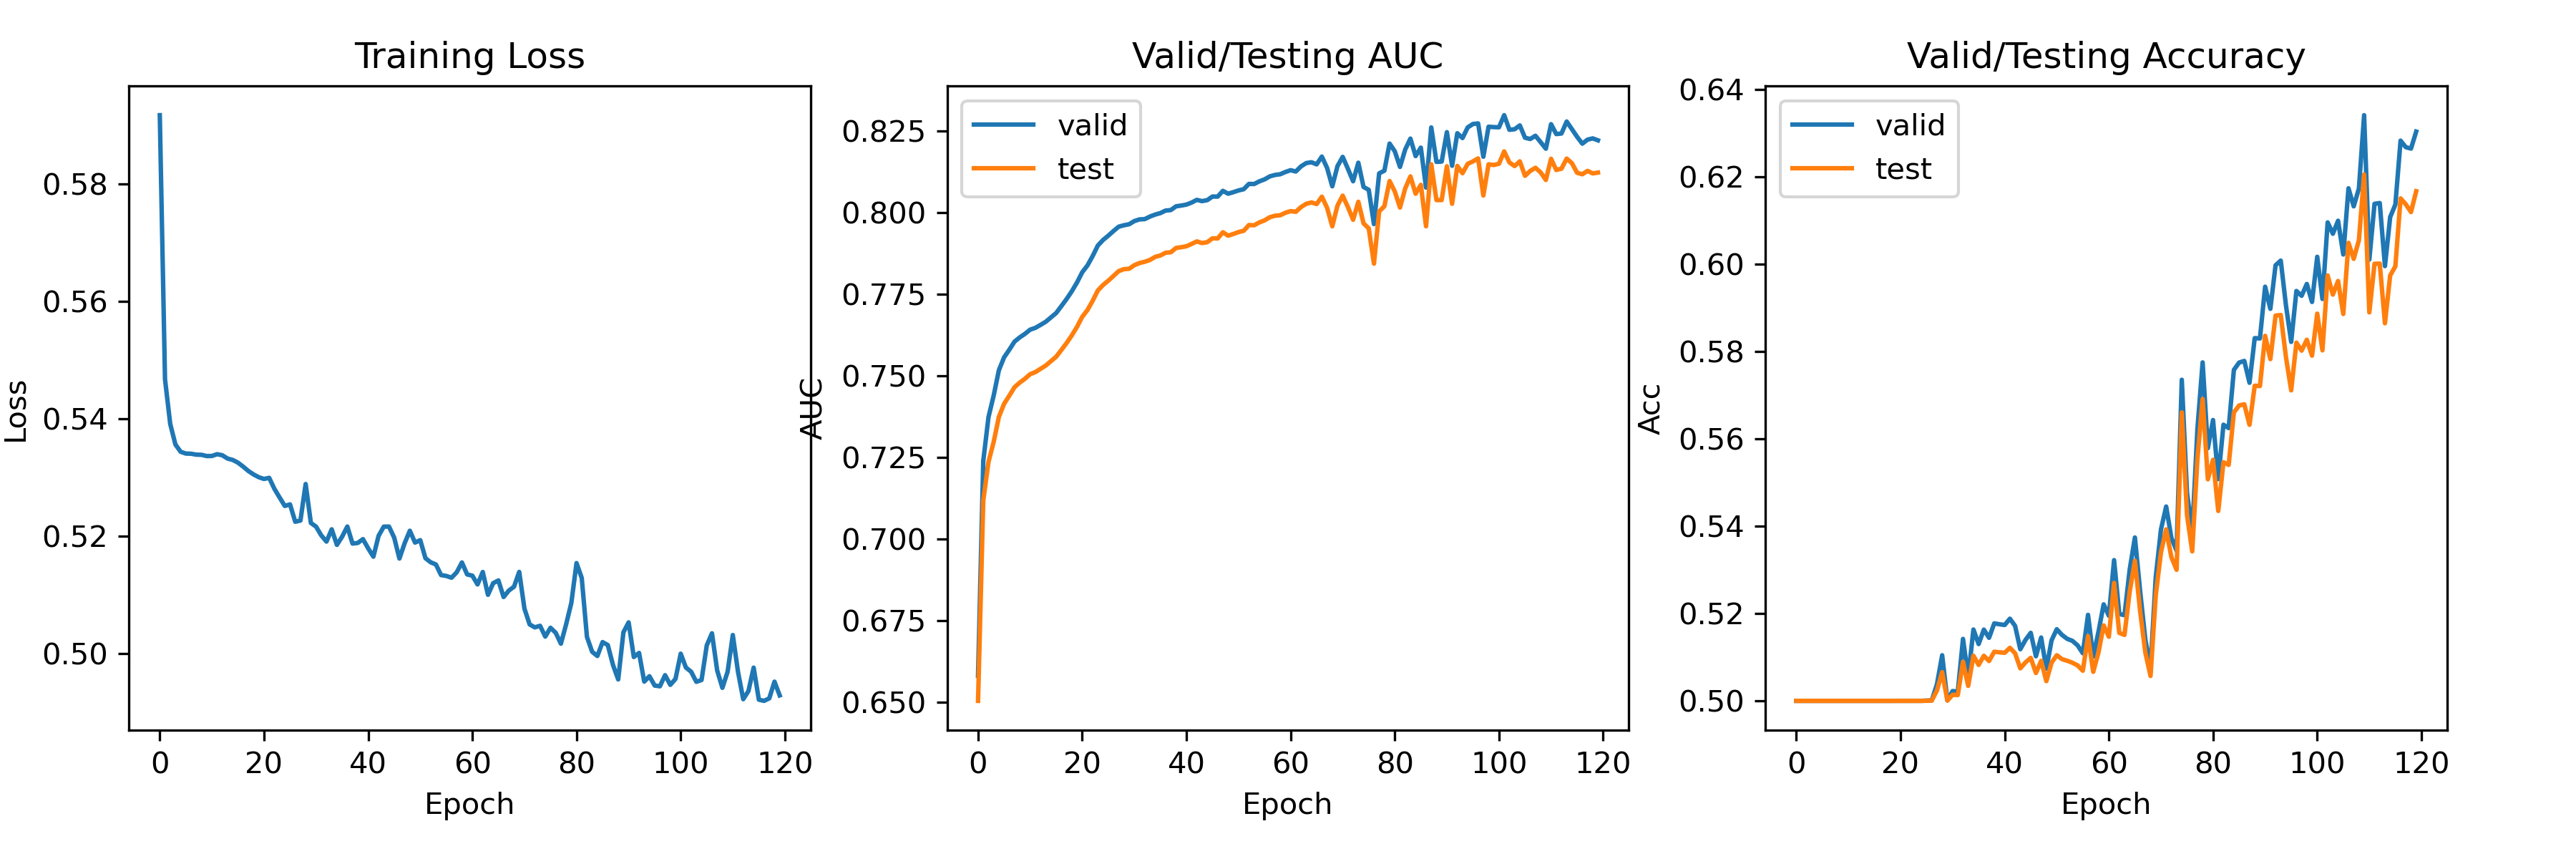 Training Loss
Loss
0.58
0.56
0.54
0.52
0.50
0 20 40 60 80 100 120
Epoch
Valid/Testing AUC
AUC
valid
test
0.825
0.800
0.775
0.750
0.725
0.700
0.675
0.650
0 20 40 60 80 100 120
Epoch
Valid/Testing Accuracy
Acc
valid
test
0.64
0.62
0.60
0.58
0.56
0.54
0.52
0.50
0 20 40 60 80 100 120
Epoch